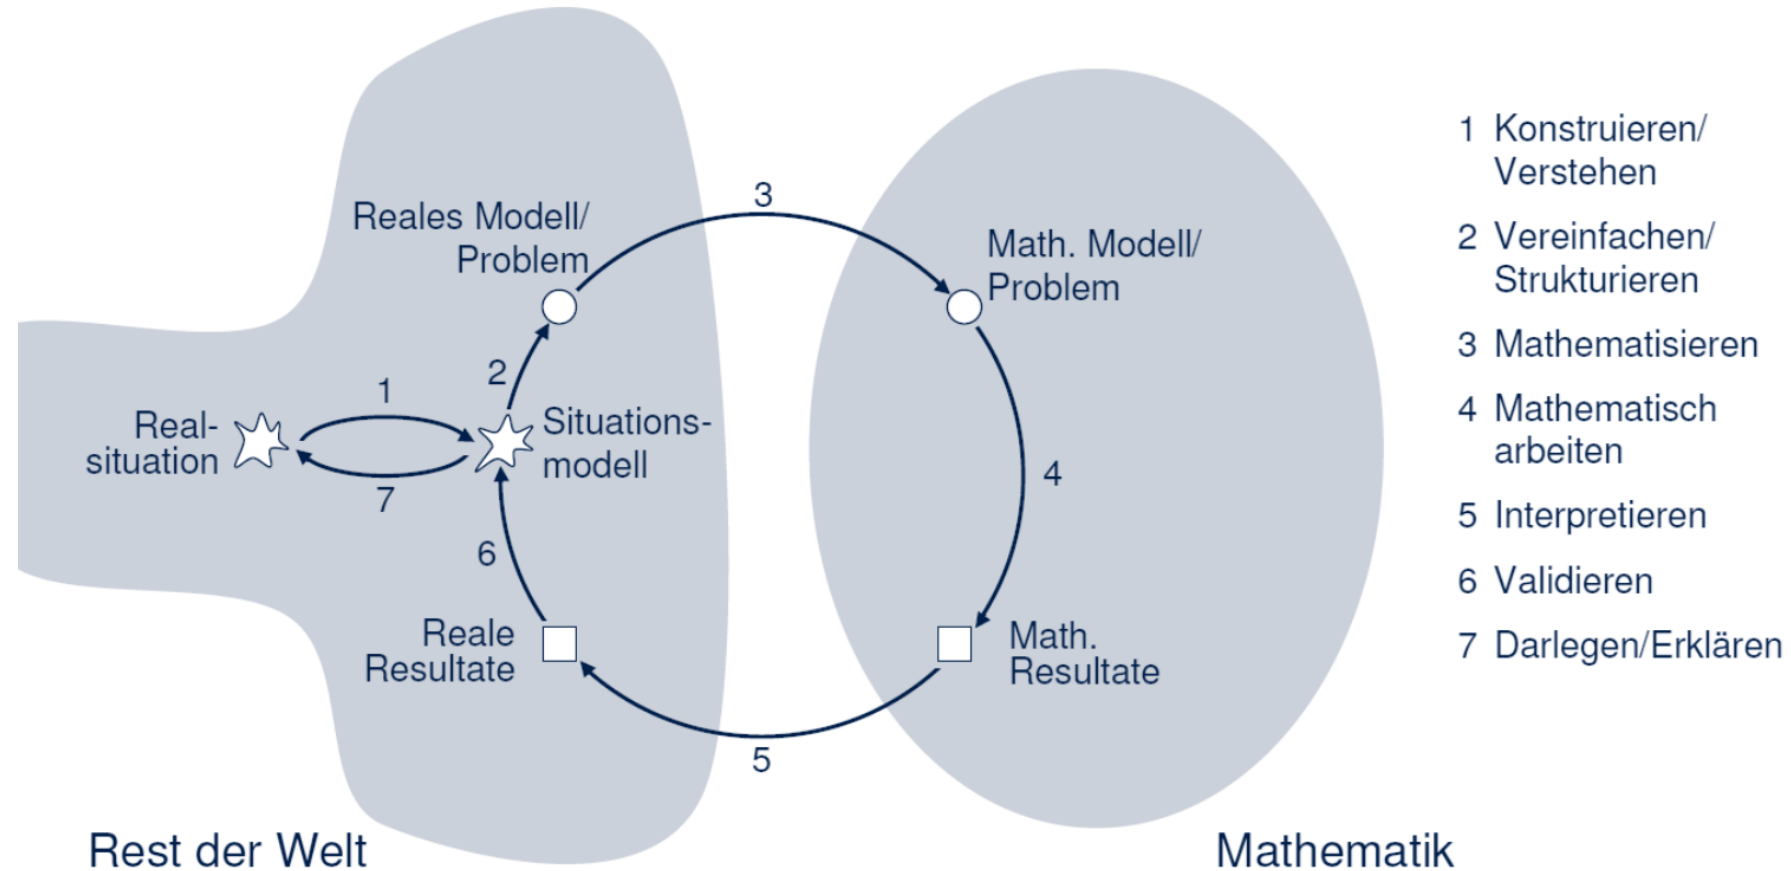 3
Reales Modell/
Problem
Math. Modell/
Problem
2
1
Real-
situation
Situations-
modell
7
4
6
Reale
Resultate
Math.
Resultate
5
Rest der Welt
Mathematik
1 Konstruieren/
Verstehen
2 Vereinfachen/
Strukturieren
3 Mathematisieren
4 Mathematisch
arbeiten
5 Interpretieren
6 Validieren
7 Darlegen/Erklären